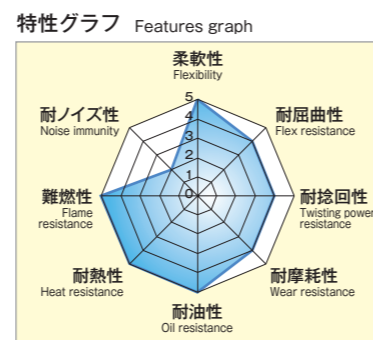 特性グラフ Features graph
柔軟性
Flexibility
5
4
3
2
1
0
耐ノイズ性
Noise immunity
耐屈曲性
Flex resistance
難燃性
Flame
resistance
耐捻回性
Twisting power
resistance
耐熱性
Heat resistance
耐摩耗性
Wear resistance
耐油性
Oil resistance